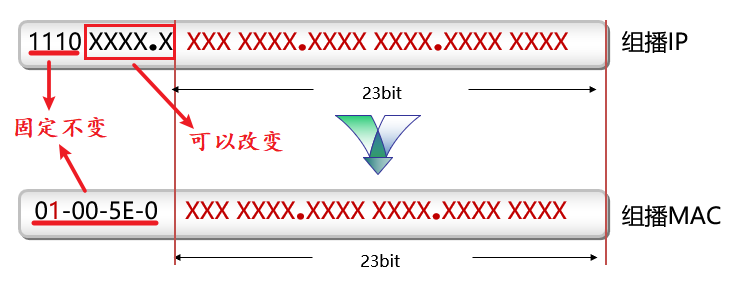 1110 XXXX.X XXX XXXX.XXXX XXXX.XXXX XXXX 组播IP
23bit
固定不变
可以改变
01-00-5E-0 XXX XXXX.XXXX XXXX.XXXX XXXX 组播MAC
23bit